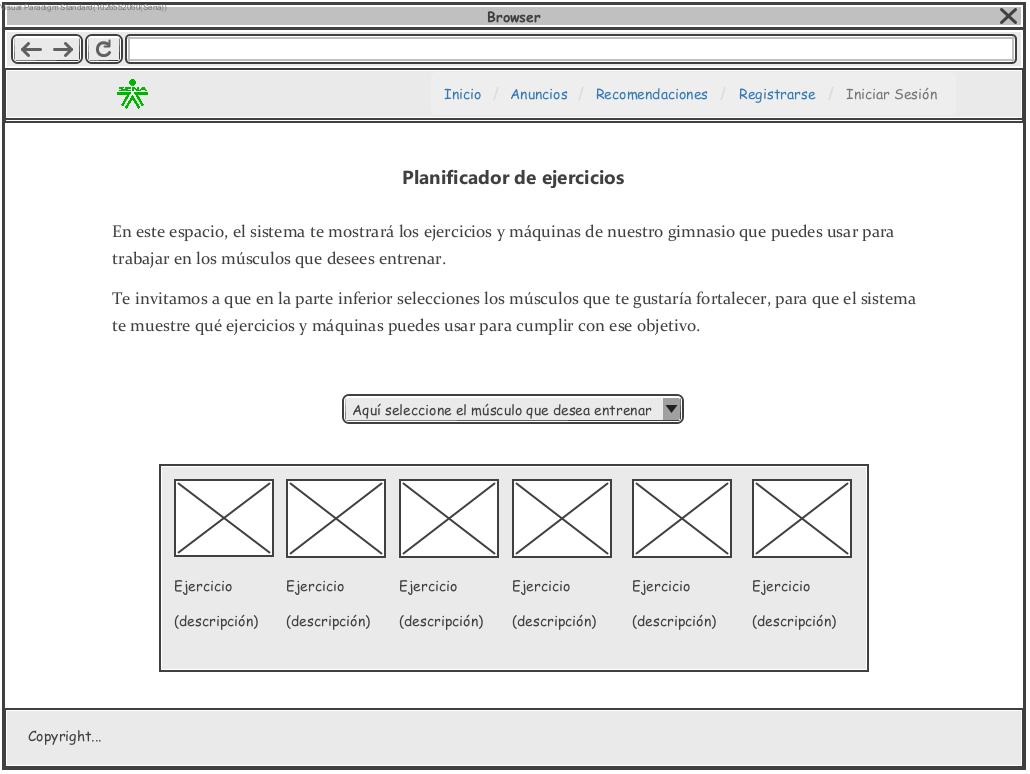 Visual Paradigm Standard(1026552060(Sena))
Browser
SENA
Inicio / Anuncios / Recomendaciones / Registrarse / Iniciar Sesión
Planificador de ejercicios
En este espacio, el sistema te mostrará los ejercicios y máquinas de nuestro gimnasio que puedes usar para
trabajar en los músculos que desees entrenar.
Te invitamos a que en la parte inferior selecciones los músculos que te gustaría fortalecer, para que el sistema
te muestre qué ejercicios y máquinas puedes usar para cumplir con ese objetivo.
Aquí seleccione el músculo que desea entrenar
Ejercicio Ejercicio Ejercicio Ejercicio Ejercicio Ejercicio
(descripción) (descripción) (descripción) (descripción) (descripción) (descripción)
Copyright...